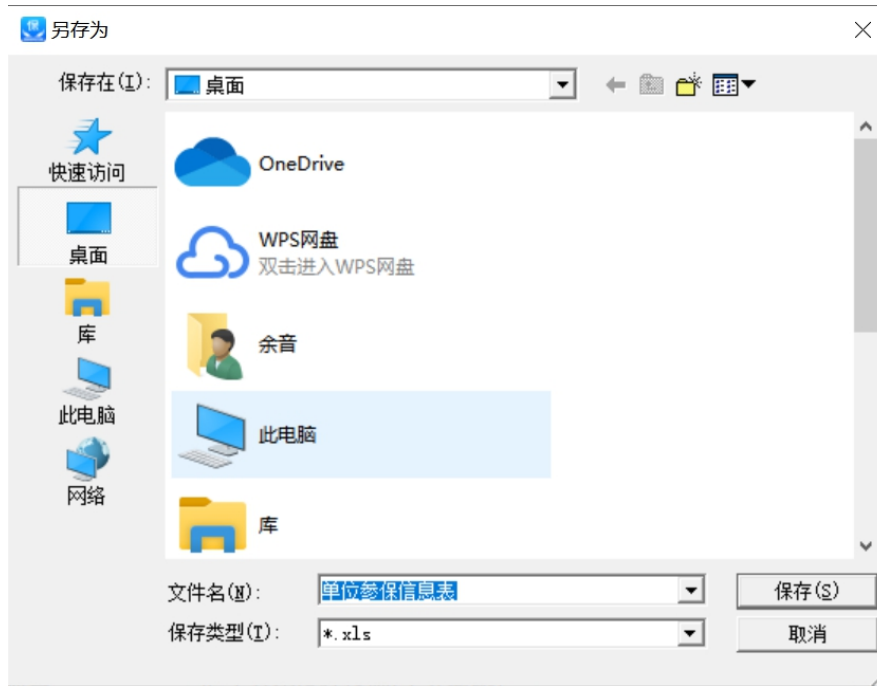 另存为
保存在(I):
桌面
快速访问
桌面
库
此电脑
网络
OneDrive
WPS网盘
双击进入WPS网盘
余音
此电脑
库
文件名(N):
单位参保信息表
保存(S)
保存类型(T):
*.xls
取消